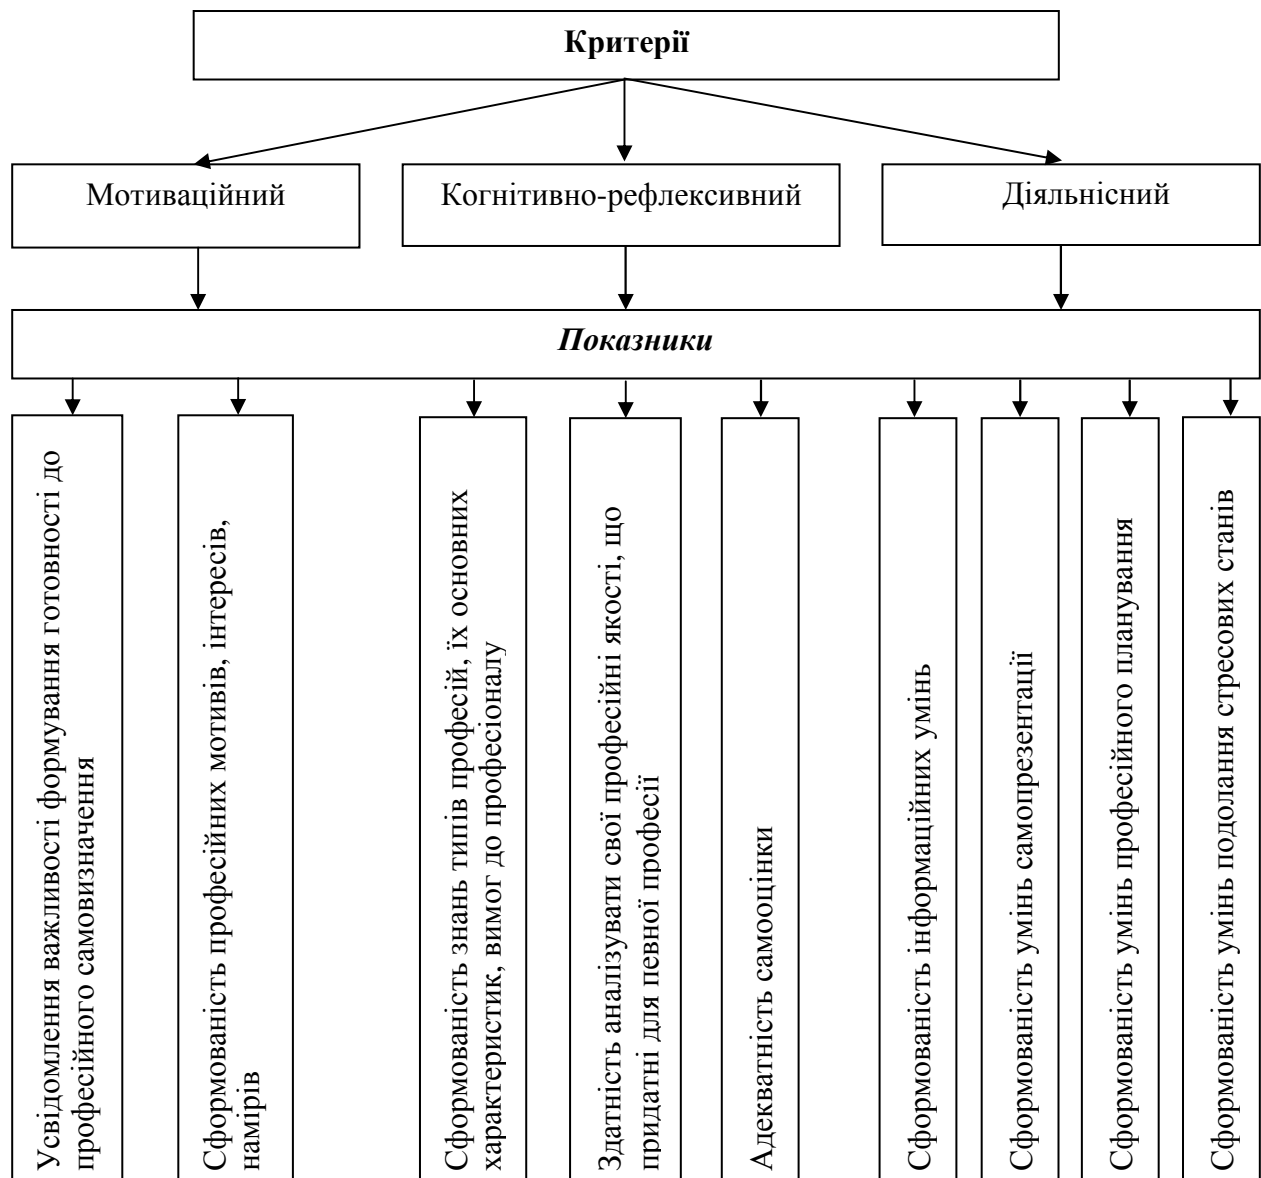 Критерії
Мотиваційний
Когнітивно-рефлексивний
Діяльнісний
Показники
Усвідомлення важливості формування готовності до
професійного самовизначення
Сформованість професійних мотивів, інтересів,
намірів
Сформованість знань типів професій, їх основних
характеристик, вимог до професіоналу
Здатність аналізувати свої професійні якості, що
придатні для певної професії
Адекватність самооцінки
Сформованість інформаційних умінь
Сформованість умінь самопрезентації
Сформованість умінь професійного планування
Сформованість умінь подолання стресових станів